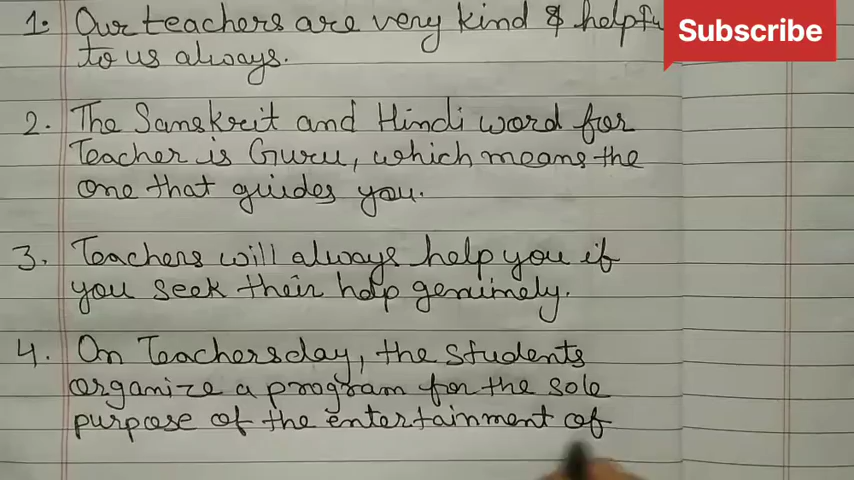 1. Our teachers are very kind & helpfu
Subscribe
to us always.
2. The Sanskrit and Hindi word for
Teacher is Guru, which means the
one that guides you.
3. Teachers will always help you if
you seek their help genuinely.
4. On Teachersday, the students
organize a program for the sole
purpose of the entertainment of